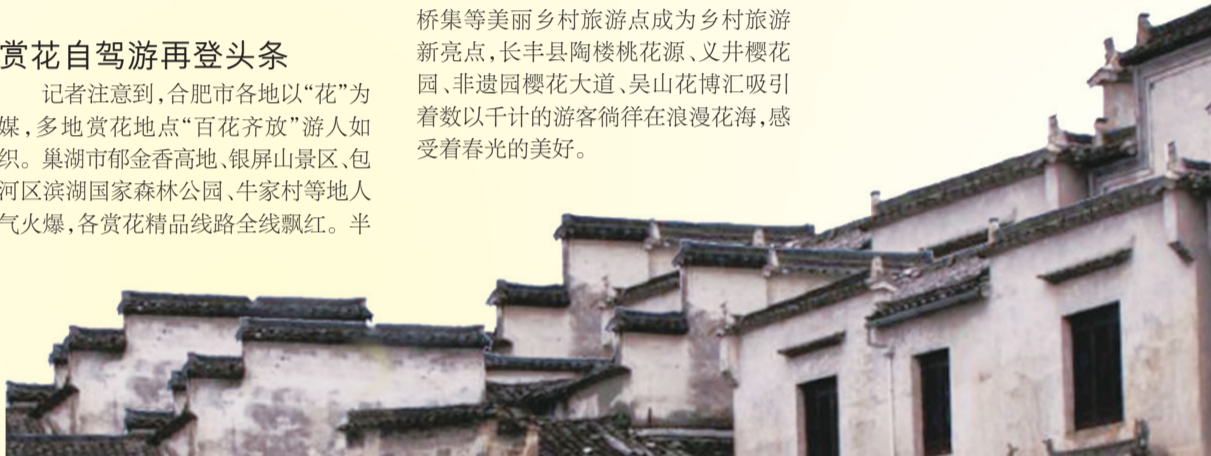 赏花自驾游再登头条
记者注意到,合肥市各地以“花”为
媒,多地赏花地点“百花齐放”游人如
织。巢湖市郁金香高地、银屏山景区、包
河区滨湖国家森林公园、牛家村等地人
气火爆,各赏花精品线路全线飘红。半
桥集等美丽乡村旅游点成为乡村旅游
新亮点,长丰县陶楼桃花源、义井樱花
园、非遗园樱花大道、吴山花博汇吸引
着数以千计的游客徜徉在浪漫花海,感
受着春光的美好。